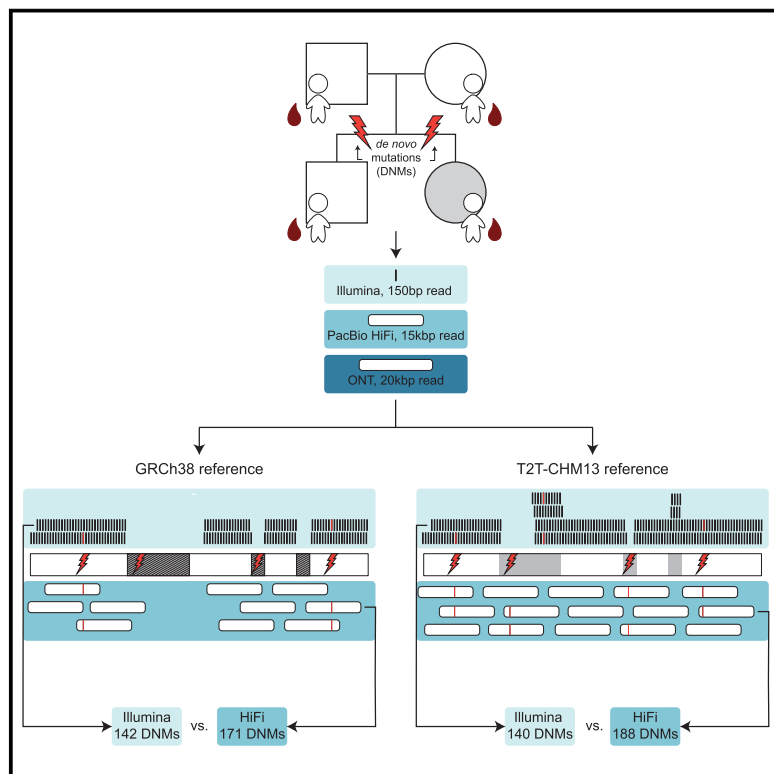 de novo
mutations
(DNMs)
Illumina, 150bp read
PacBio HiFi, 15kbp read
ONT, 20kbp read
GRCh38 reference
T2T-CHM13 reference
Illumina
142 DNMs
vs.
HiFi
171 DNMs
Illumina
140 DNMs
vs.
HiFi
188 DNMs